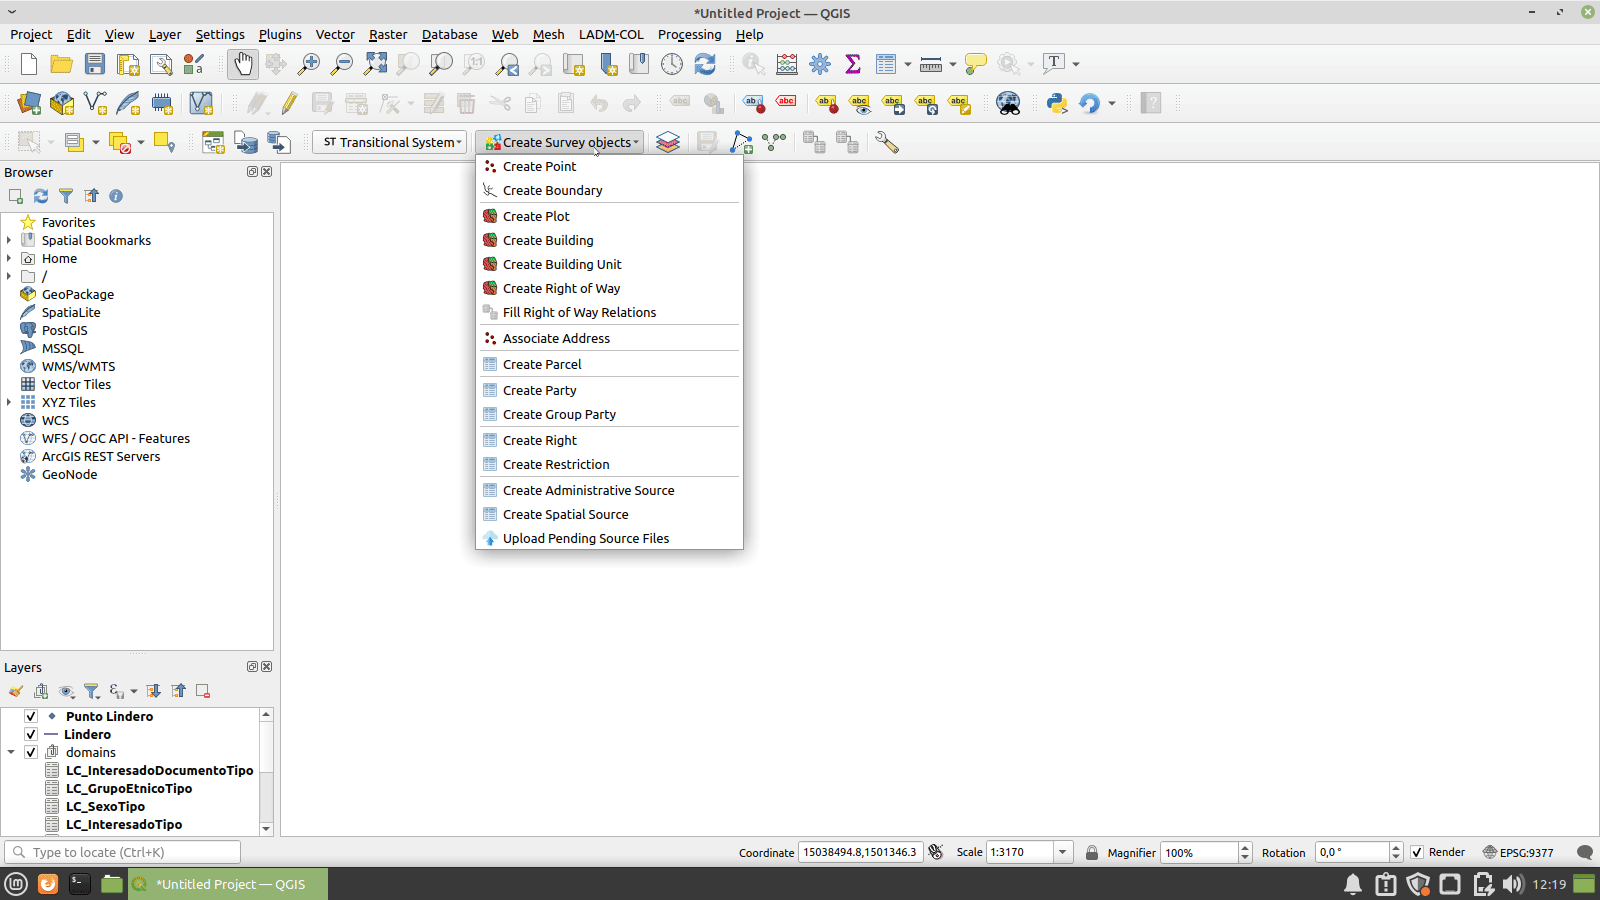 *Untitled Project — QGIS
Project Edit View Layer Settings Plugins Vector Raster Database Web Mesh LADM-COL Processing Help
ST Transitional System
Create Survey objects
Create Point
Create Boundary
Create Plot
Create Building
Create Building Unit
Create Right of Way
Fill Right of Way Relations
Associate Address
Create Parcel
Create Party
Create Group Party
Create Right
Create Restriction
Create Administrative Source
Create Spatial Source
Upload Pending Source Files
Browser
Favorites
Spatial Bookmarks
Home
/
GeoPackage
SpatiaLite
PostGIS
MSSQL
WMS/WMTS
Vector Tiles
XYZ Tiles
WCS
WFS / OGC API - Features
ArcGIS REST Servers
GeoNode
Layers
Punto Lindero
Lindero
domains
LC_InteresadoDocumentoTipo
LC_GrupoEtnicoTipo
LC_SexoTipo
LC_InteresadoTipo
Type to locate (Ctrl+K)
Coordinate 15038494.8,1501346.3 Scale 1:3170 Magnifier 100% Rotation 0,0 ° Render EPSG:9377
*Untitled Project — QGIS
12:19